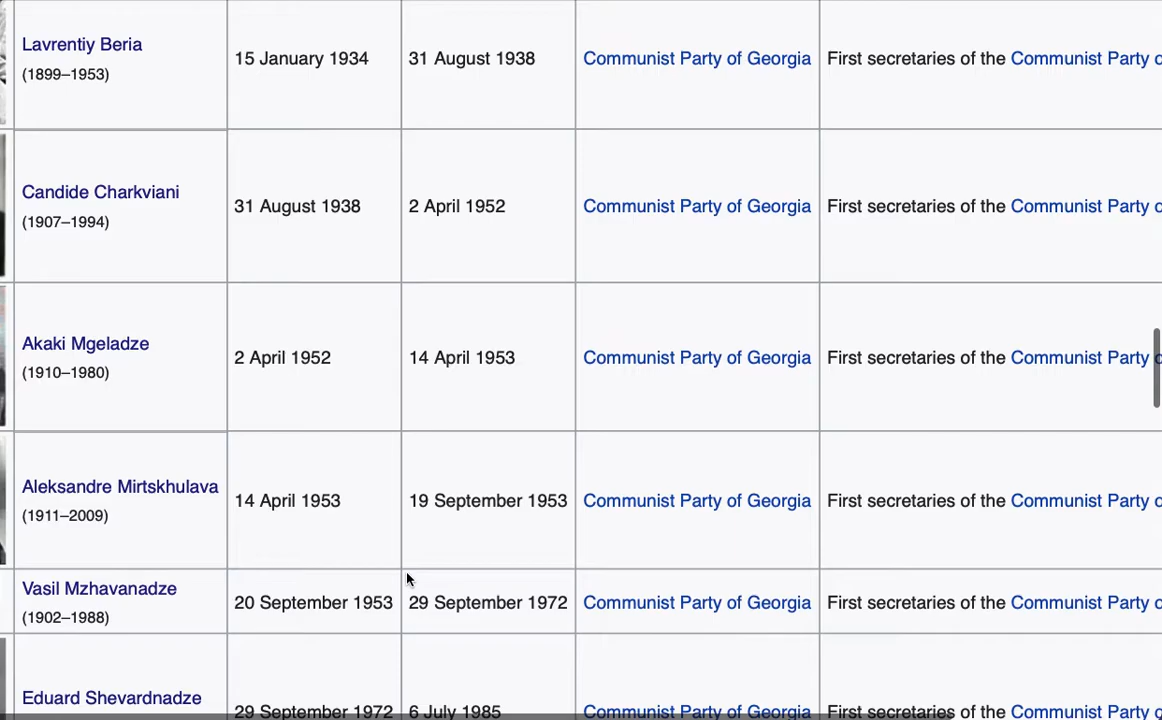 Lavrentiy Beria
(1899–1953)
15 January 1934
31 August 1938
Communist Party of Georgia
First secretaries of the Communist Party o
Candide Charkviani
(1907–1994)
31 August 1938
2 April 1952
Communist Party of Georgia
First secretaries of the Communist Party o
Akaki Mgeladze
(1910–1980)
2 April 1952
14 April 1953
Communist Party of Georgia
First secretaries of the Communist Party o
Aleksandre Mirtskhulava
(1911–2009)
14 April 1953
19 September 1953
Communist Party of Georgia
First secretaries of the Communist Party o
Vasil Mzhavanadze
(1902–1988)
20 September 1953
29 September 1972
Communist Party of Georgia
First secretaries of the Communist Party o
Eduard Shevardnadze
29 September 1972
6 July 1985
Communist Party of Georgia
First secretaries of the Communist Party o